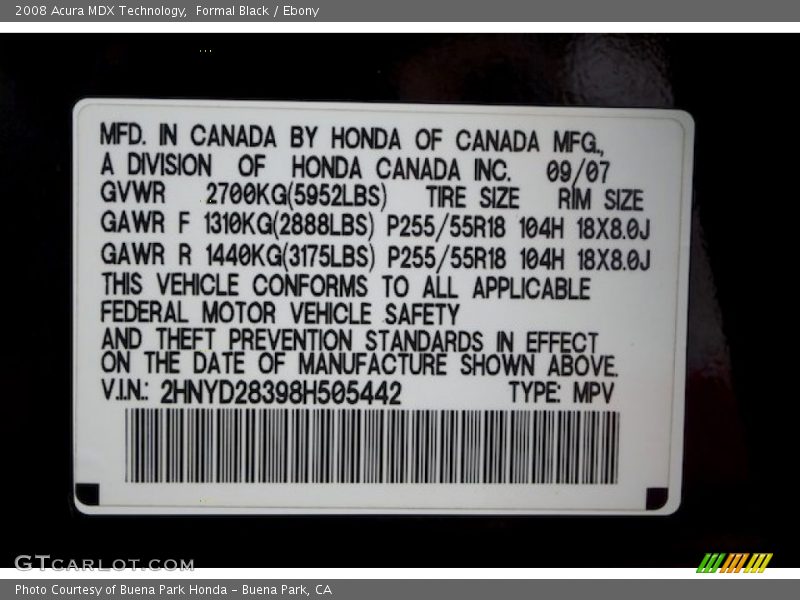 2008 Acura MDX Technology,  Formal Black / Ebony
MFD. IN CANADA BY HONDA OF CANADA MFG.,
A DIVISION OF HONDA CANADA INC. 09/07
GVWR 2700KG(5952LBS) TIRE SIZE RIM SIZE
GAWR F 1310KG(2888LBS) P255/55R18 104H 18X8.0J
GAWR R 1440KG(3175LBS) P255/55R18 104H 18X8.0J
THIS VEHICLE CONFORMS TO ALL APPLICABLE
FEDERAL MOTOR VEHICLE SAFETY
AND THEFT PREVENTION STANDARDS IN EFFECT
ON THE DATE OF MANUFACTURE SHOWN ABOVE.
V.I.N.: 2HNYD28398H505442 TYPE: MPV
GTCARLOT.COM
Photo Courtesy of Buena Park Honda - Buena Park, CA